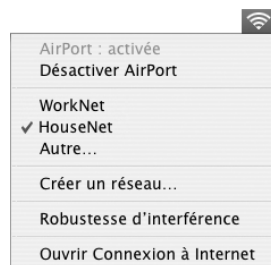 AirPort : activée
Désactiver AirPort
WorkNet
✓ HouseNet
Autre…
Créer un réseau…
Robustesse d’interférence
Ouvrir Connexion à Internet